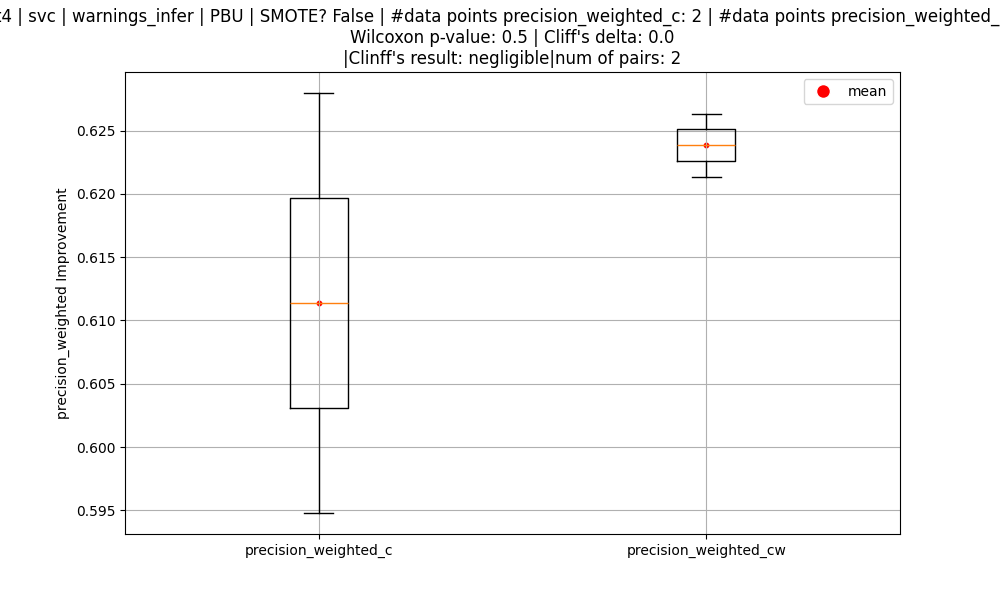 | svc | warnings_infer | PBU | SMOTE? False | #data points precision_weighted_c: 2 | #data points precision_weighted_
Wilcoxon p-value: 0.5 | Cliff's delta: 0.0
|Clinff's result: negligible|num of pairs: 2
mean
0.625
0.620
0.615
0.610
0.605
0.600
0.595
precision_weighted Improvement
precision_weighted_c
precision_weighted_cw